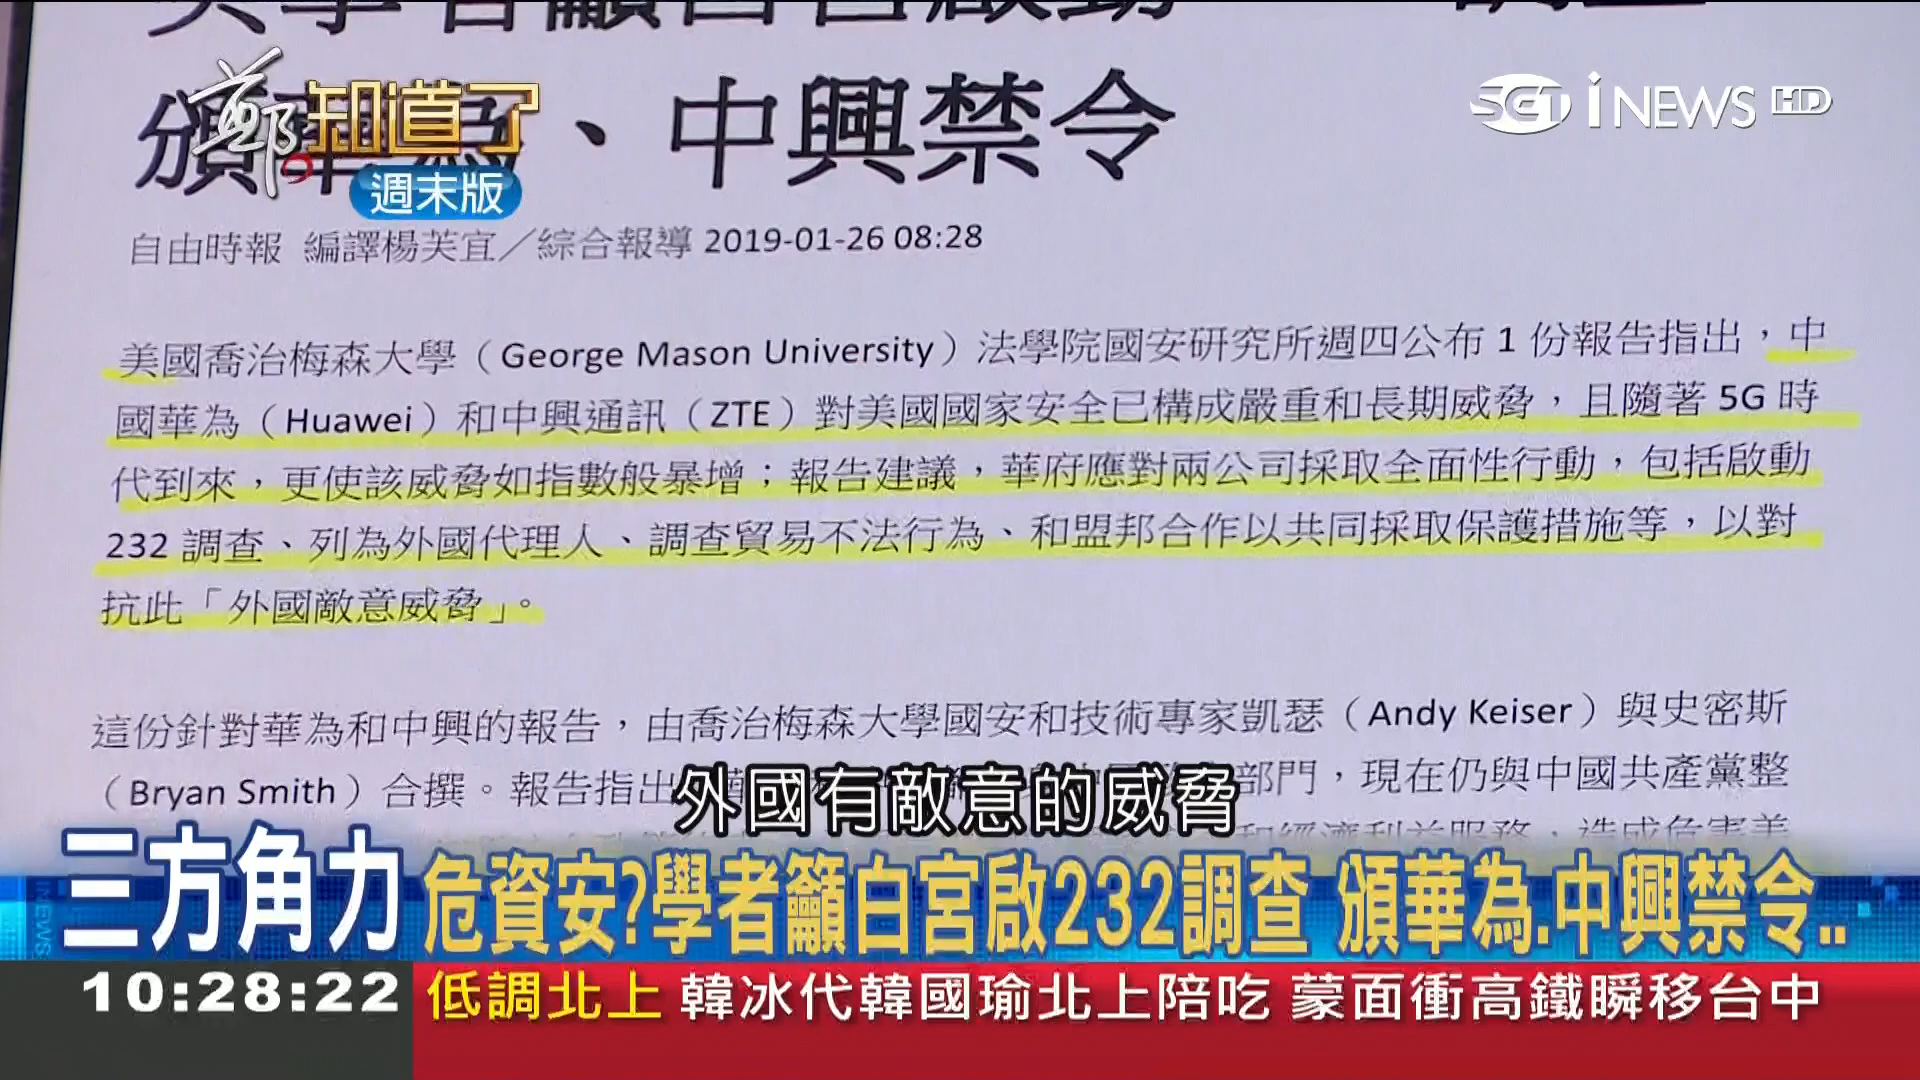 頒華為、中興禁令
鄭知道了
週末版
SET iNEWS HD
自由時報 編譯楊芙宜／綜合報導 2019-01-26 08:28
美國喬治梅森大學（George Mason University）法學院國安研究所週四公布 1 份報告指出，中
國華為（Huawei）和中興通訊（ZTE）對美國國家安全已構成嚴重和長期威脅，且隨著 5G 時
代到來，更使該威脅如指數般暴增；報告建議，華府應對兩公司採取全面性行動，包括啟動
232 調查、列為外國代理人、調查貿易不法行為、和盟邦合作以共同採取保護措施等，以對
抗此「外國敵意威脅」。
這份針對華為和中興的報告，由喬治梅森大學國安和技術專家凱瑟（Andy Keiser）與史密斯
（Bryan Smith）合撰。報告指出 部門，現在仍與中國共產黨整
外國有敵意的威脅
和經濟利益服務，造成危害美
三方角力
危資安?學者籲白宮啟232調查 頒華為.中興禁令..
iNEWS
10:28:22
低調北上 韓冰代韓國瑜北上陪吃 蒙面衝高鐵瞬移台中